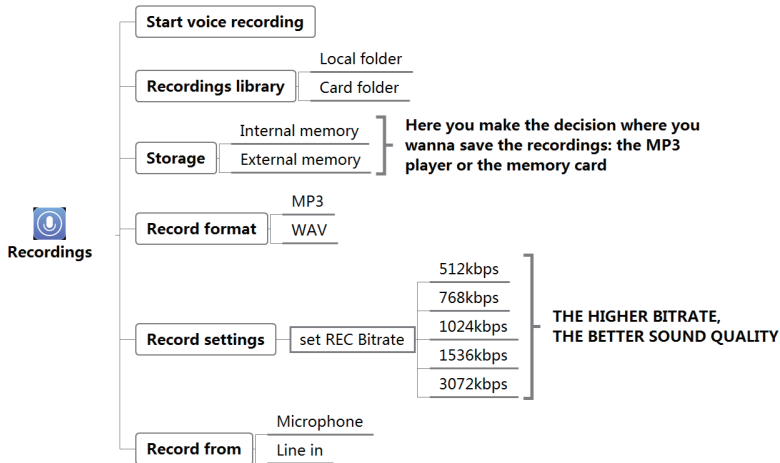 Recordings
Start voice recording
Recordings library
Local folder
Card folder
Storage
Internal memory
External memory
Here you make the decision where you
wanna save the recordings: the MP3
player or the memory card
Record format
MP3
WAV
Record settings
set REC Bitrate
512kbps
768kbps
1024kbps
1536kbps
3072kbps
THE HIGHER BITRATE,
THE BETTER SOUND QUALITY
Record from
Microphone
Line in